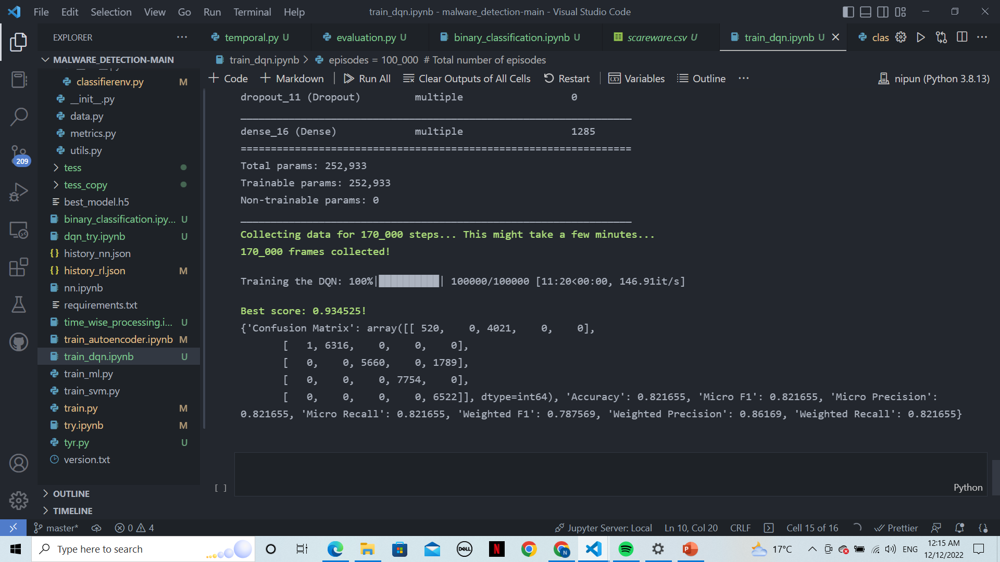 File Edit Selection View Go Run Terminal Help
train_dqn.ipynb - malware_detection-main - Visual Studio Code
EXPLORER
temporal.py U
evaluation.py U
binary_classification.ipynb U
scareware.csv U
train_dqn.ipynb U
clas
MALWARE_DETECTION-MAIN
train_dqn.ipynb > episodes = 100_000 # Total number of episodes
+ Code + Markdown Run All Clear Outputs of All Cells Restart Variables Outline ...
nipun (Python 3.8.13)
classifierenv.py M
__init__.py
data.py
metrics.py
utils.py
209
tess
tess_copy
best_model.h5
binary_classification.ipy... U
dqn_try.ipynb U
history_nn.json
history_rl.json M
nn.ipynb
requirements.txt
time_wise_processing.i... U
train_autoencoder.ipynb M
train_dqn.ipynb U
train_ml.py
train_svm.py
train.py M
try.ipynb M
tyr.py U
version.txt
OUTLINE
TIMELINE
dropout_11 (Dropout) multiple 0
dense_16 (Dense) multiple 1285
=================================================================
Total params: 252,933
Trainable params: 252,933
Non-trainable params: 0
Collecting data for 170_000 steps... This might take a few minutes...
170_000 frames collected!
Training the DQN: 100%|██████████| 100000/100000 [11:20<00:00, 146.91it/s]
Best score: 0.934525!
{'Confusion Matrix': array([[ 520, 0, 4021, 0, 0],
[ 1, 6316, 0, 0, 0],
[ 0, 0, 5660, 0, 1789],
[ 0, 0, 0, 7754, 0],
[ 0, 0, 0, 0, 6522]], dtype=int64), 'Accuracy': 0.821655, 'Micro F1': 0.821655, 'Micro Precision':
0.821655, 'Micro Recall': 0.821655, 'Weighted F1': 0.787569, 'Weighted Precision': 0.86169, 'Weighted Recall': 0.821655}
[ ]
Python
master* 0 4
Jupyter Server: Local Ln 10, Col 20 CRLF Cell 15 of 16 Prettier
Type here to search
DELL
N
N
P
17°C
ENG
12:15 AM
12/12/2022